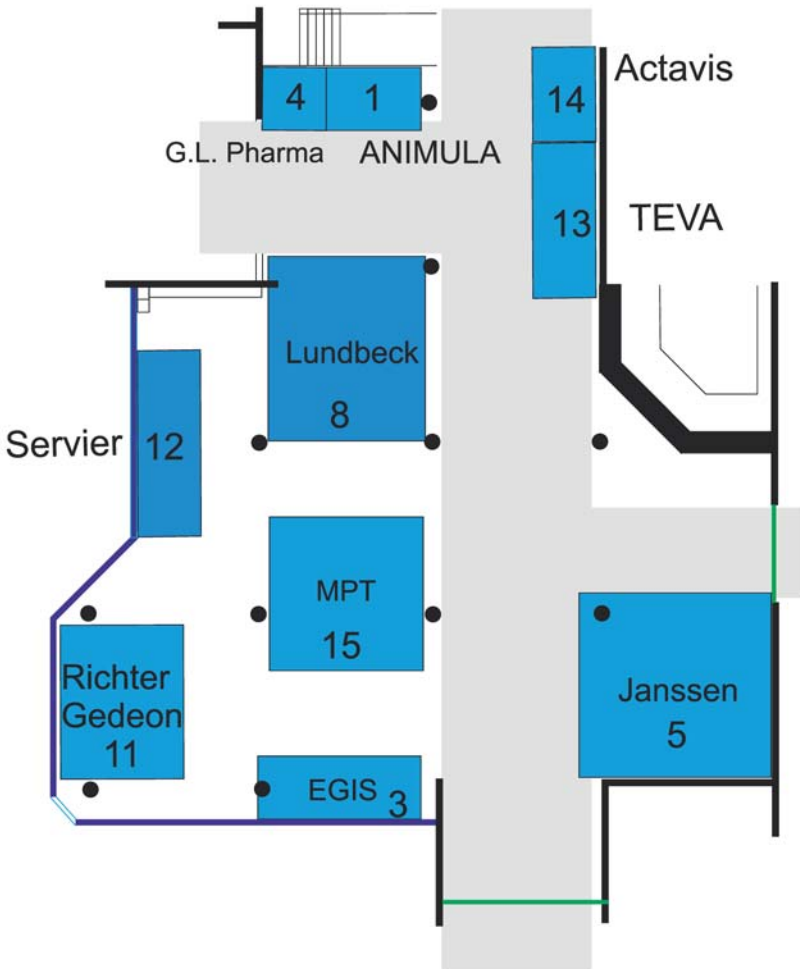 Actavis
4
1
14
G.L. Pharma
ANIMULA
13
TEVA
Lundbeck
8
Servier
12
MPT
15
Richter
Gedeon
11
Janssen
5
EGIS
3